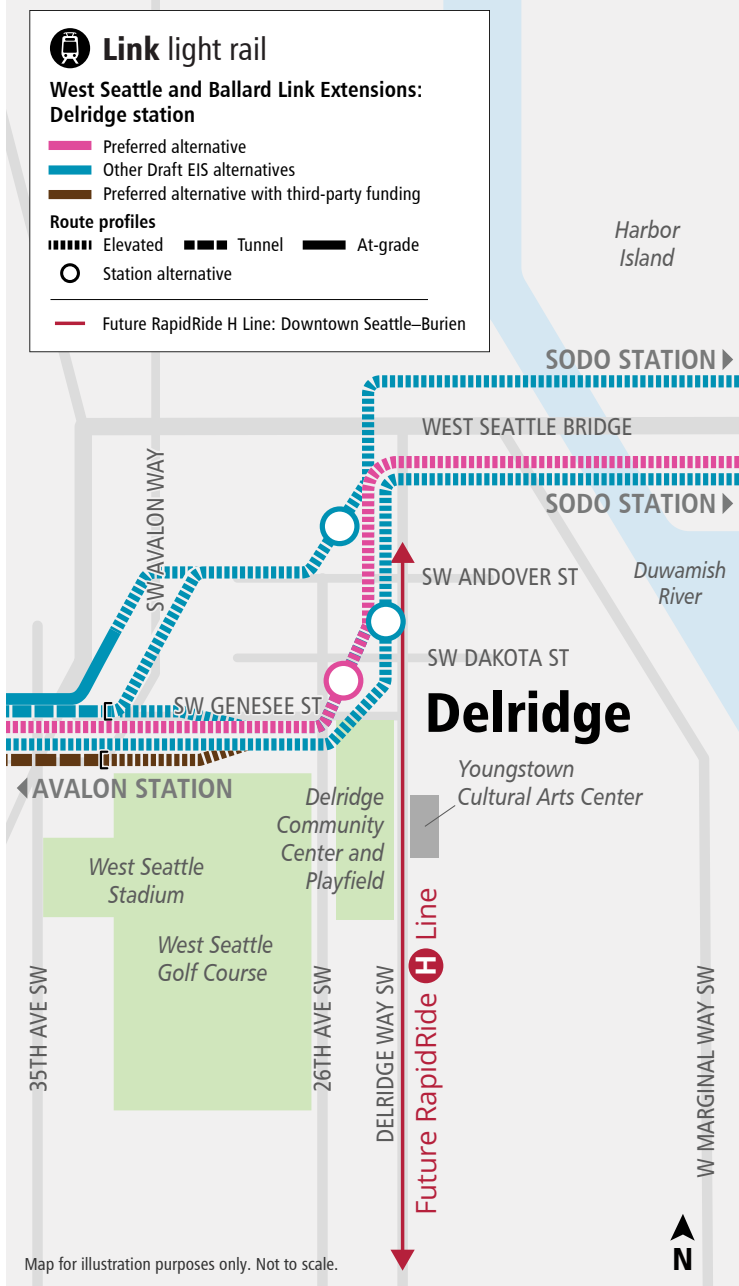 Link light rail
West Seattle and Ballard Link Extensions:
Delridge station
Preferred alternative
Other Draft EIS alternatives
Preferred alternative with third-party funding
Route profiles
Elevated
Tunnel
At-grade
Station alternative
Future RapidRide H Line: Downtown Seattle–Burien
Harbor
Island
SODO STATION
WEST SEATTLE BRIDGE
SW AVALON WAY
SODO STATION
SW ANDOVER ST
Duwamish
River
SW DAKOTA ST
SW GENESEE ST
Delridge
AVALON STATION
Youngstown
Cultural Arts Center
Delridge
Community
Center and
Playfield
West Seattle
Stadium
West Seattle
Golf Course
35TH AVE SW
26TH AVE SW
DELRIDGE WAY SW
Future RapidRide H Line
W MARGINAL WAY SW
Map for illustration purposes only. Not to scale.
N